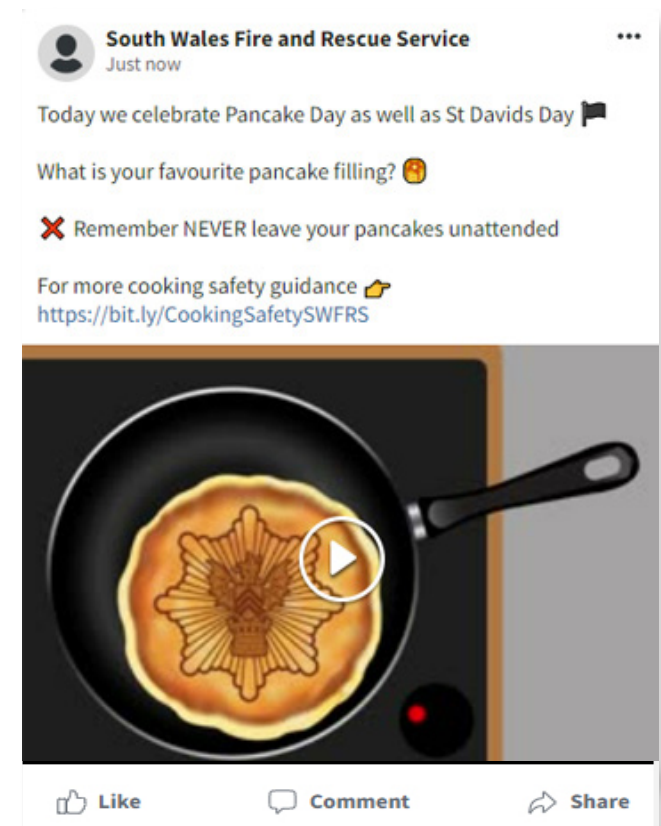 South Wales Fire and Rescue Service
Just now
Today we celebrate Pancake Day as well as St Davids Day 🏴
What is your favourite pancake filling? 🥞
❌ Remember NEVER leave your pancakes unattended
For more cooking safety guidance 👉
https://bit.ly/CookingSafetySWFRS
Like Comment Share